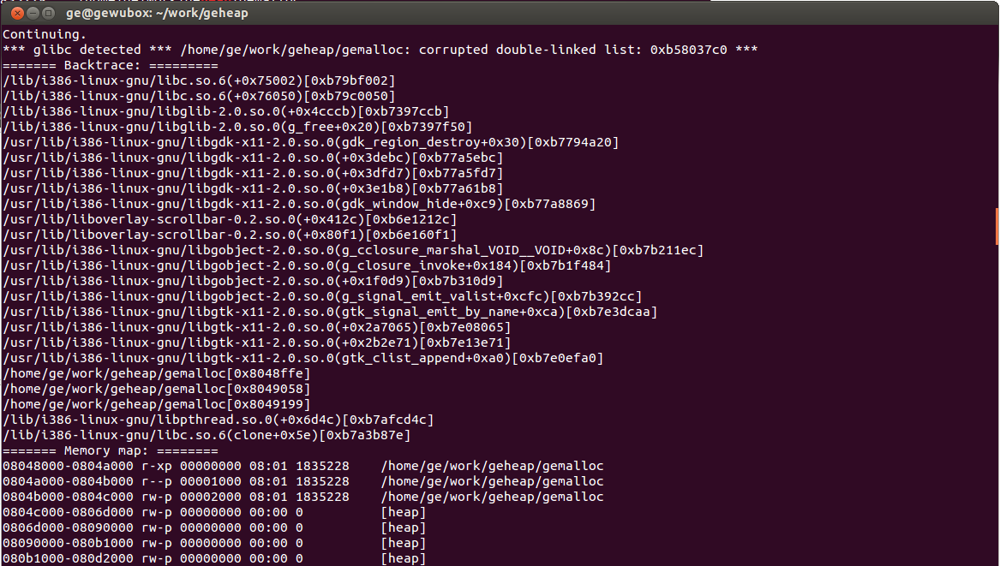 ge@gewubox: ~/work/geheap
Continuing.
*** glibc detected *** /home/ge/work/geheap/gemalloc: corrupted double-linked list: 0xb58037c0 ***
======= Backtrace: =========
/lib/i386-linux-gnu/libc.so.6(+0x75002)[0xb79bf002]
/lib/i386-linux-gnu/libc.so.6(+0x76050)[0xb79c0050]
/lib/i386-linux-gnu/libglib-2.0.so.0(+0x4cccb)[0xb7397ccb]
/lib/i386-linux-gnu/libglib-2.0.so.0(g_free+0x20)[0xb7397f50]
/usr/lib/i386-linux-gnu/libgdk-x11-2.0.so.0(gdk_region_destroy+0x30)[0xb7794a20]
/usr/lib/i386-linux-gnu/libgdk-x11-2.0.so.0(+0x3debc)[0xb77a5ebc]
/usr/lib/i386-linux-gnu/libgdk-x11-2.0.so.0(+0x3dfd7)[0xb77a5fd7]
/usr/lib/i386-linux-gnu/libgdk-x11-2.0.so.0(+0x3e1b8)[0xb77a61b8]
/usr/lib/i386-linux-gnu/libgdk-x11-2.0.so.0(gdk_window_hide+0xc9)[0xb77a8869]
/usr/lib/liboverlay-scrollbar-0.2.so.0(+0x412c)[0xb6e1212c]
/usr/lib/liboverlay-scrollbar-0.2.so.0(+0x80f1)[0xb6e160f1]
/usr/lib/i386-linux-gnu/libgobject-2.0.so.0(g_cclosure_marshal_VOID__VOID+0x8c)[0xb7b211ec]
/usr/lib/i386-linux-gnu/libgobject-2.0.so.0(g_closure_invoke+0x184)[0xb7b1f484]
/usr/lib/i386-linux-gnu/libgobject-2.0.so.0(+0x1f0d9)[0xb7b310d9]
/usr/lib/i386-linux-gnu/libgobject-2.0.so.0(g_signal_emit_valist+0xcfc)[0xb7b392cc]
/usr/lib/i386-linux-gnu/libgtk-x11-2.0.so.0(gtk_signal_emit_by_name+0xca)[0xb7e3dcaa]
/usr/lib/i386-linux-gnu/libgtk-x11-2.0.so.0(+0x2a7065)[0xb7e08065]
/usr/lib/i386-linux-gnu/libgtk-x11-2.0.so.0(+0x2b2e71)[0xb7e13e71]
/usr/lib/i386-linux-gnu/libgtk-x11-2.0.so.0(gtk_clist_append+0xa0)[0xb7e0efa0]
/home/ge/work/geheap/gemalloc[0x8048ffe]
/home/ge/work/geheap/gemalloc[0x8049058]
/home/ge/work/geheap/gemalloc[0x8049199]
/lib/i386-linux-gnu/libpthread.so.0(+0x6d4c)[0xb7afcd4c]
/lib/i386-linux-gnu/libc.so.6(clone+0x5e)[0xb7a3b87e]
======= Memory map: ========
08048000-0804a000 r-xp 00000000 08:01 1835228    /home/ge/work/geheap/gemalloc
0804a000-0804b000 r--p 00001000 08:01 1835228    /home/ge/work/geheap/gemalloc
0804b000-0804c000 rw-p 00002000 08:01 1835228    /home/ge/work/geheap/gemalloc
0804c000-0806d000 rw-p 00000000 00:00 0          [heap]
0806d000-08090000 rw-p 00000000 00:00 0          [heap]
08090000-080b1000 rw-p 00000000 00:00 0          [heap]
080b1000-080d2000 rw-p 00000000 00:00 0          [heap]